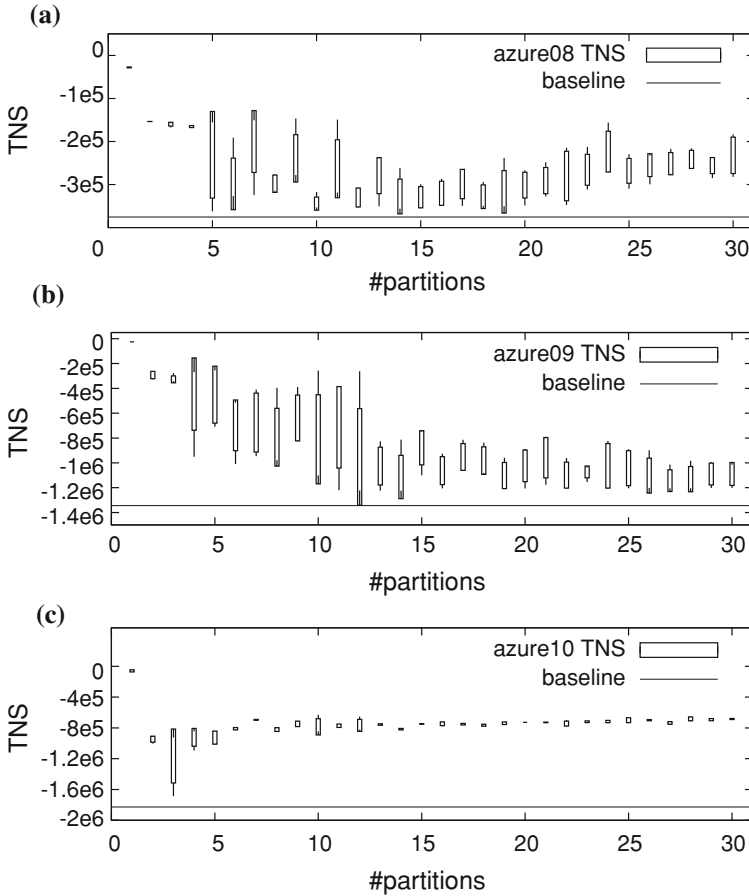 (a)
0
-1e5
-2e5
-3e5
TNS
azure08 TNS
baseline
0 5 10 15 20 25 30
#partitions
(b)
0
-2e5
-4e5
-6e5
-8e5
-1e6
-1.2e6
-1.4e6
TNS
azure09 TNS
baseline
0 5 10 15 20 25 30
#partitions
(c)
0
-4e5
-8e5
-1.2e6
-1.6e6
-2e6
TNS
azure10 TNS
baseline
0 5 10 15 20 25 30
#partitions